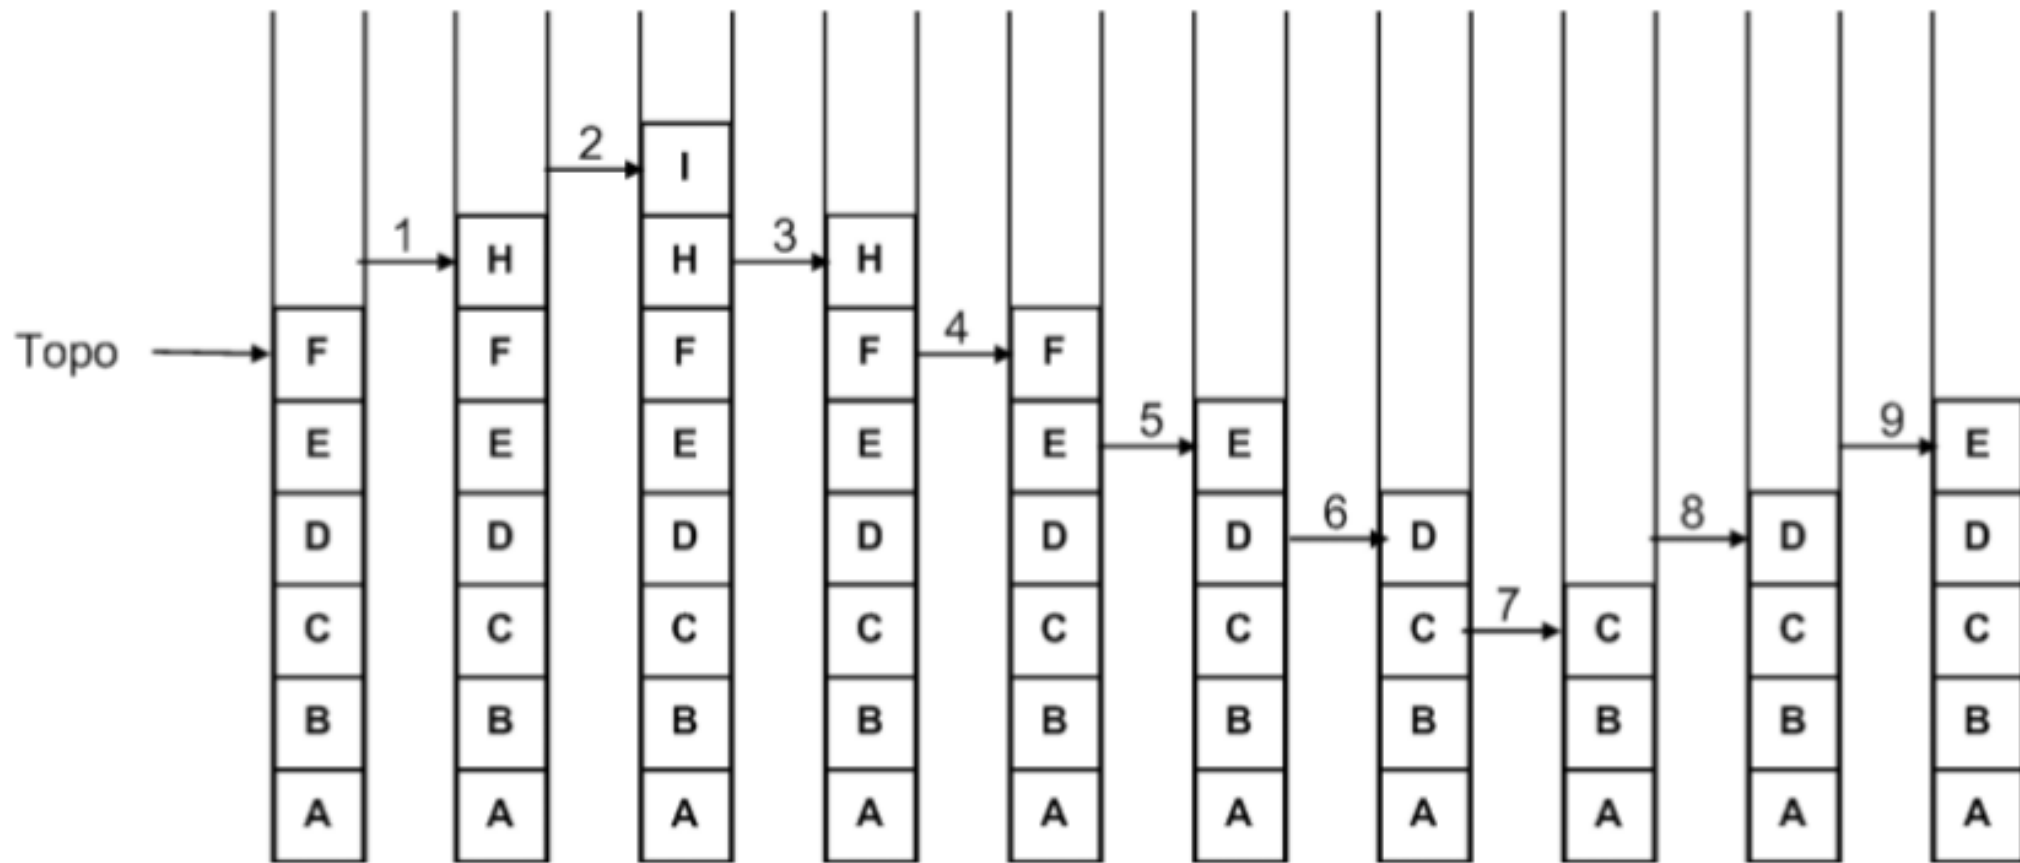 2 I
1 H H 3 H
Topo F F F F 4 F
E E E E E 5 E 9 E
D D D D D D 6 D 8 D D
C C C C C C C 7 C C C
B B B B B B B B B B
A A A A A A A A A A